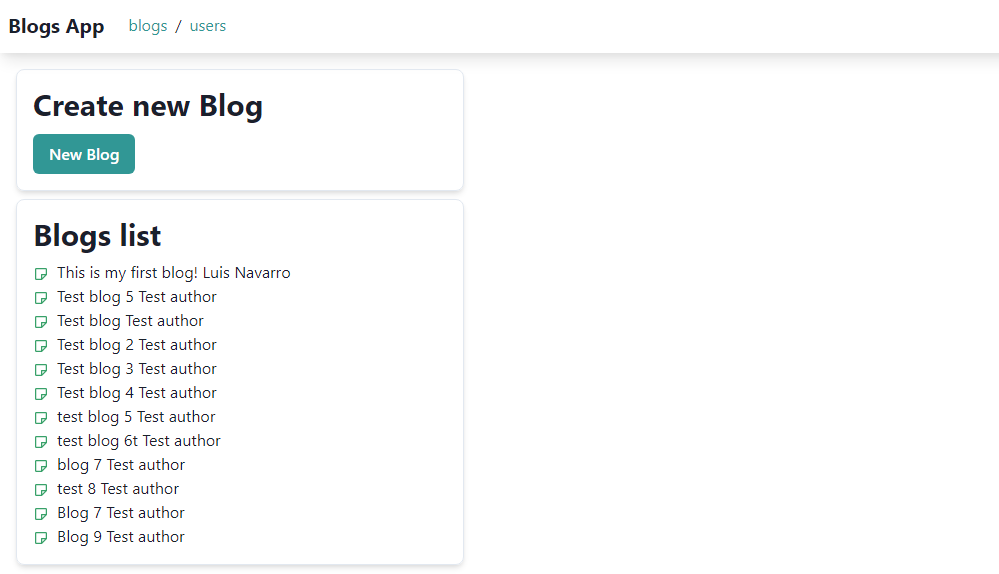 Blogs App blogs / users
Create new Blog
New Blog
Blogs list
This is my first blog! Luis Navarro
Test blog 5 Test author
Test blog Test author
Test blog 2 Test author
Test blog 3 Test author
Test blog 4 Test author
test blog 5 Test author
test blog 6t Test author
blog 7 Test author
test 8 Test author
Blog 7 Test author
Blog 9 Test author